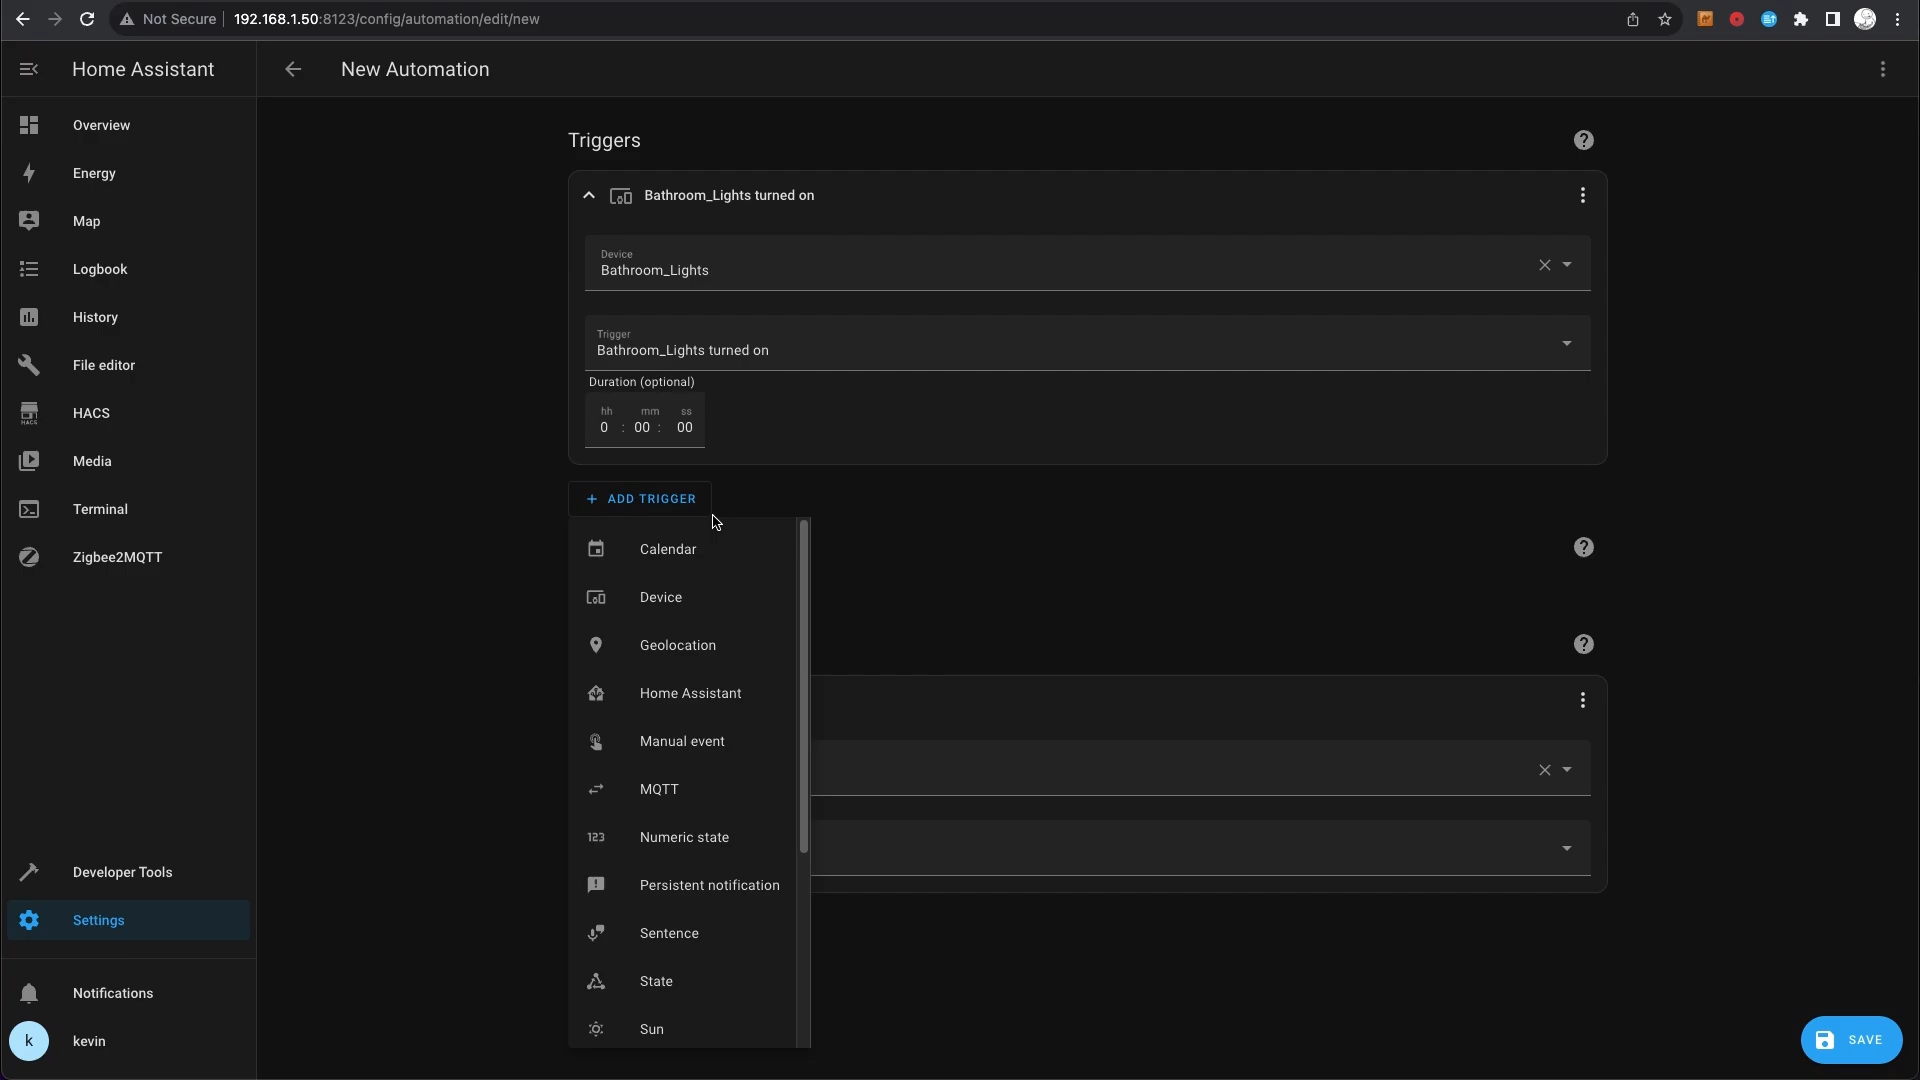 Not Secure | 192.168.1.50:8123/config/automation/edit/new
Home Assistant
New Automation
Overview
Energy
Map
Logbook
History
File editor
HACS
HACS
Media
Terminal
Zigbee2MQTT
Developer Tools
Settings
Notifications
k
kevin
Triggers
Bathroom_Lights turned on
Device
Bathroom_Lights
Trigger
Bathroom_Lights turned on
Duration (optional)
hh mm ss
0 : 00 : 00
+ ADD TRIGGER
Calendar
Device
Geolocation
Home Assistant
Manual event
MQTT
123 Numeric state
Persistent notification
Sentence
State
Sun
SAVE